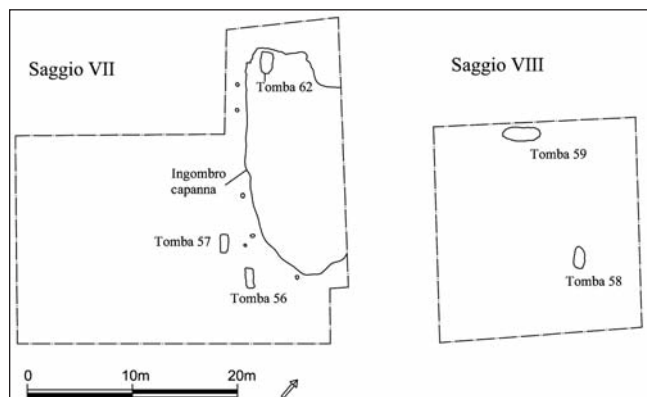 Saggio VII
Saggio VIII
Tomba 62
Tomba 59
Ingombro
capanna
Tomba 57
Tomba 58
Tomba 56
0
10m
20m